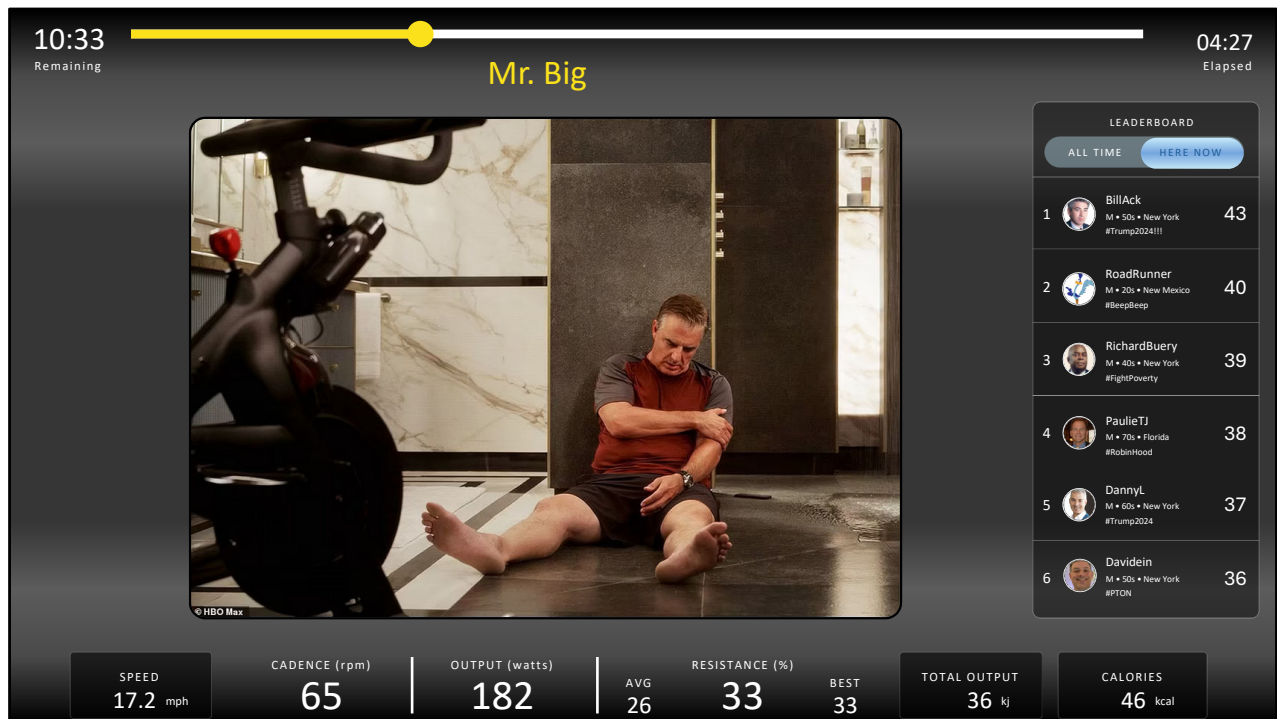 10:33
Remaining
04:27
Elapsed
Mr. Big
LEADERBOARD
ALL TIME
HERE NOW
1
BillAck
M • 50s • New York
#Trump2024!!!
43
2
RoadRunner
M • 20s • New Mexico
#BeepBeep
40
3
RichardBuery
M • 40s • New York
#FightPoverty
39
4
PaulieTJ
M • 70s • Florida
#RobinHood
38
5
DannyL
M • 60s • New York
#Trump2024
37
6
Davidein
M • 50s • New York
#PTON
36
© HBO Max
SPEED
17.2 mph
CADENCE (rpm)
65
OUTPUT (watts)
182
RESISTANCE (%)
AVG
26
33
BEST
33
TOTAL OUTPUT
36 kj
CALORIES
46 kcal